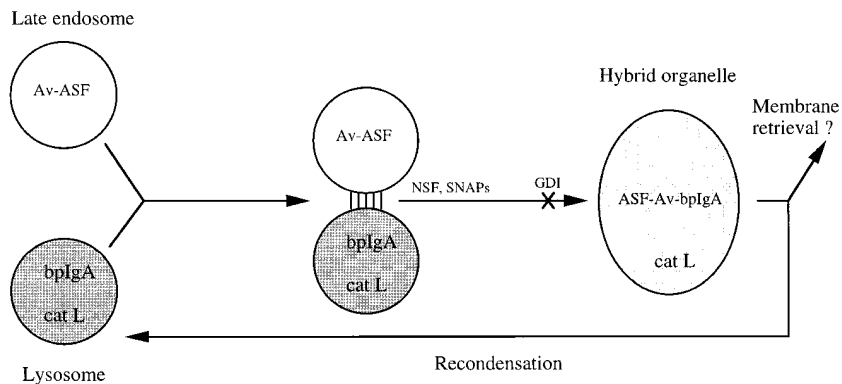 Late endosome
Av-ASF
bpIgA
cat L
Lysosome
Av-ASF
bpIgA
cat L
NSF, SNAPs
GDI
Hybrid organelle
ASF-Av-bpIgA
cat L
Membrane
retrieval ?
Recondensation